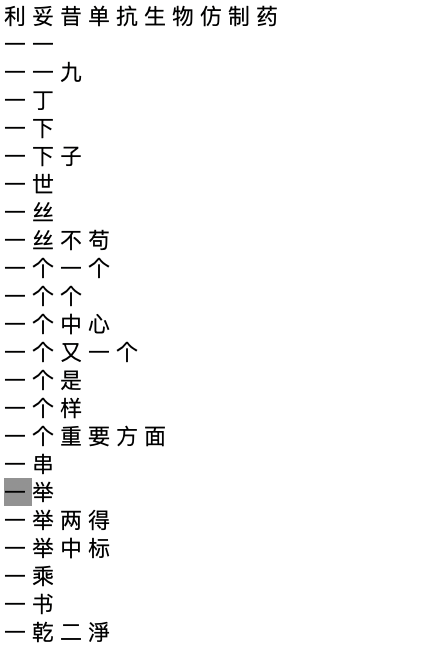 利妥昔单抗生物仿制药
一一
一一九
一丁
一下
一下子
一世
一丝
一丝不苟
一个一个
一个个
一个中心
一个又一个
一个是
一个样
一个重要方面
一串
一举
一举两得
一举中标
一乘
一书
一乾二淨